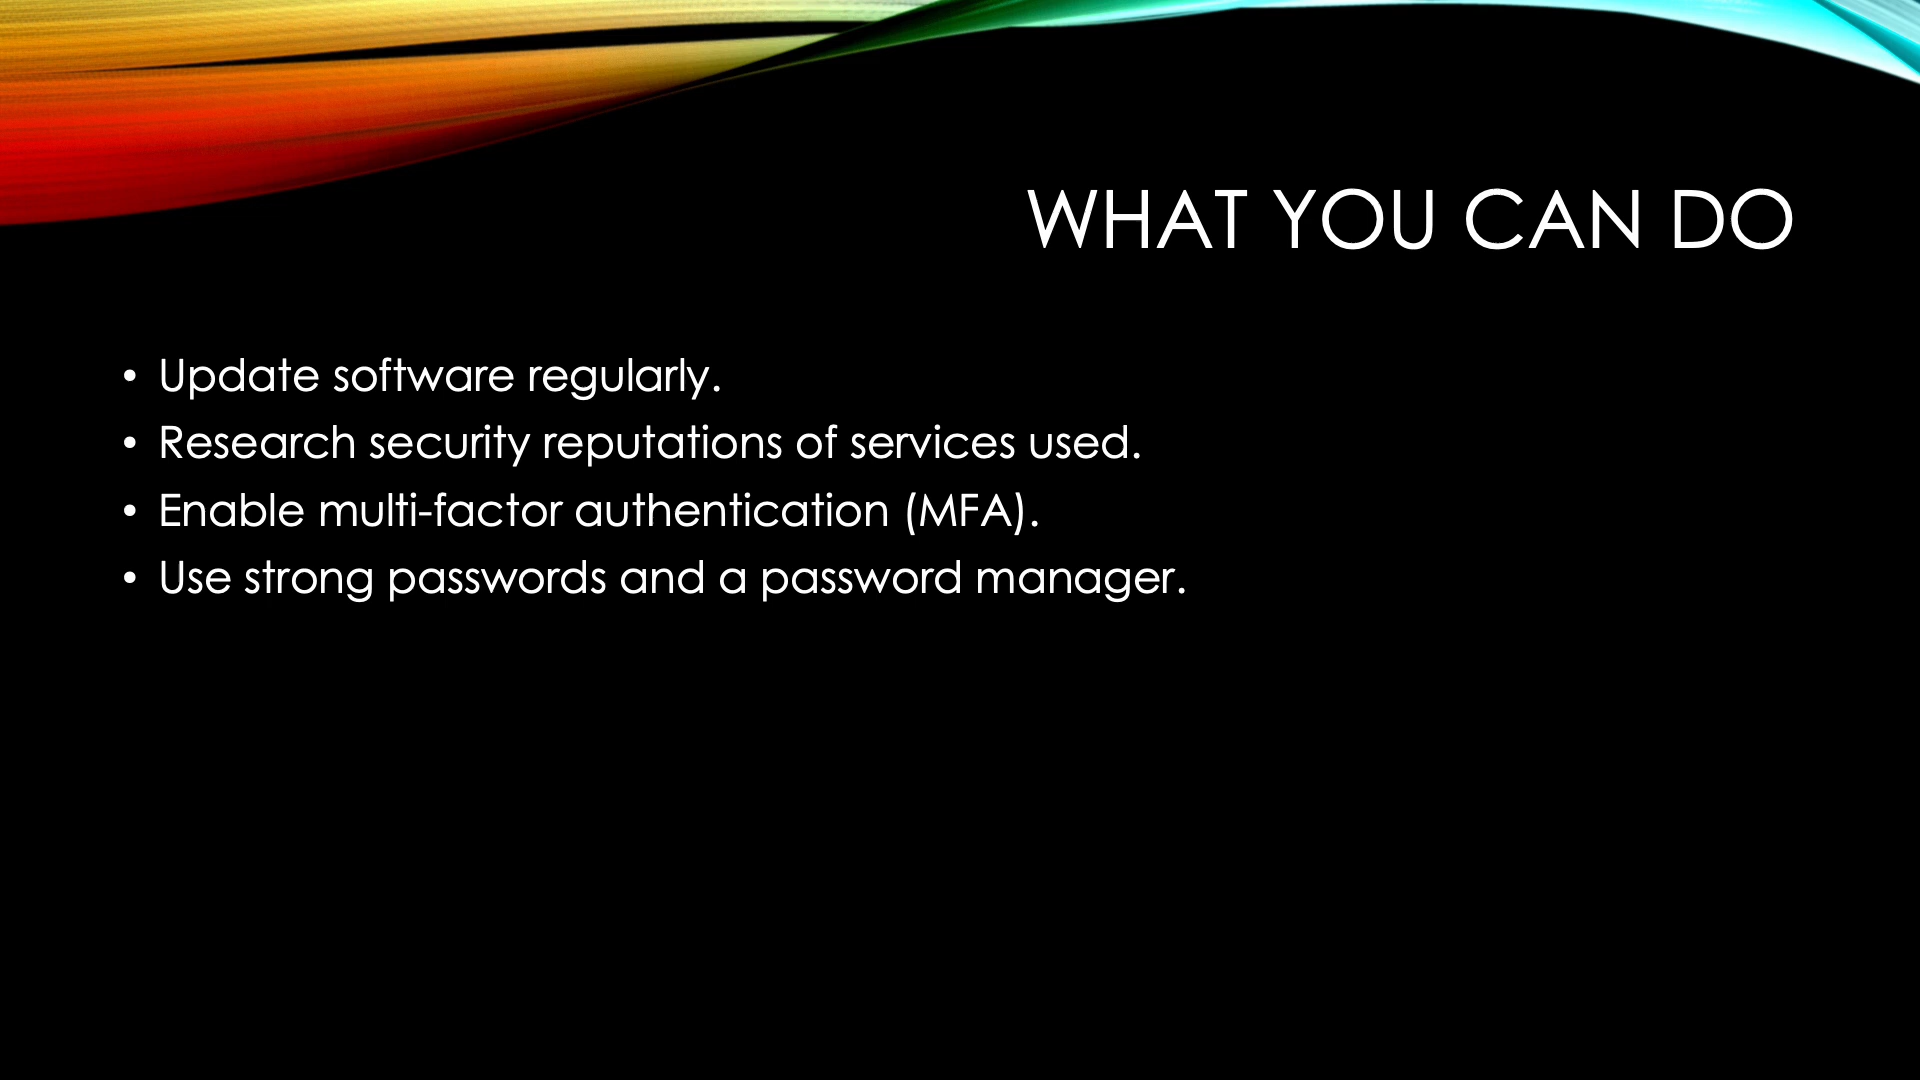 WHAT YOU CAN DO
• Update software regularly.
• Research security reputations of services used.
• Enable multi-factor authentication (MFA).
• Use strong passwords and a password manager.